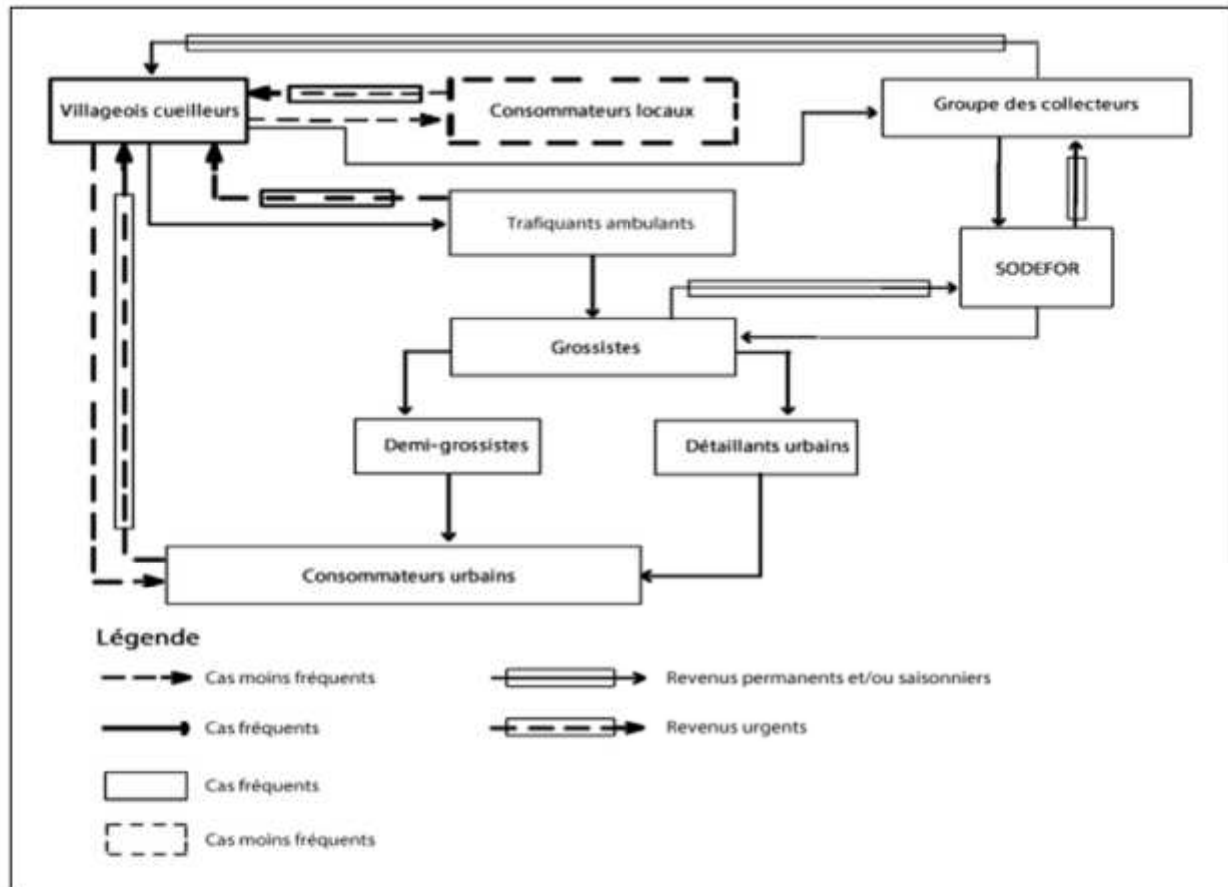 Villageois cueilleurs
Consommateurs locaux
Groupe des collecteurs
Trafiquants ambulants
SODEFOR
Grossistes
Demi-grossistes
Détaillants urbains
Consommateurs urbains
Légende
Cas moins fréquents
Revenus permanents et/ou saisonniers
Cas fréquents
Revenus urgents
Cas fréquents
Cas moins fréquents